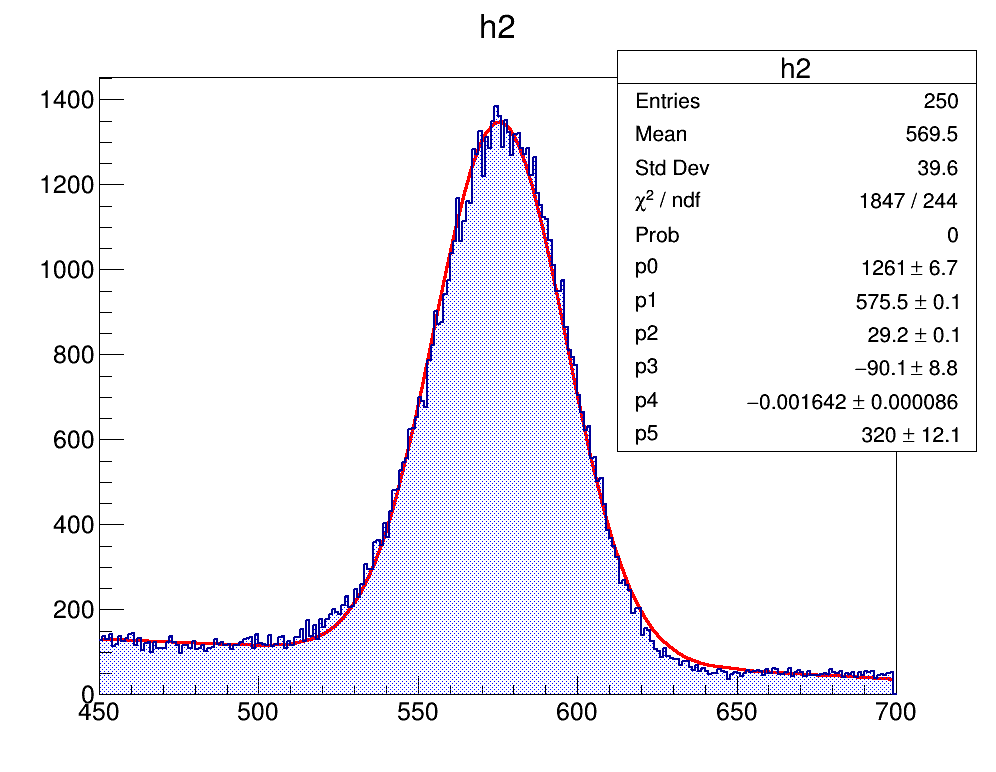 h2
h2
Entries 250
Mean 569.5
Std Dev 39.6
χ² / ndf 1847 / 244
Prob 0
p0 1261 ± 6.7
p1 575.5 ± 0.1
p2 29.2 ± 0.1
p3 −90.1 ± 8.8
p4 −0.001642 ± 0.000086
p5 320 ± 12.1
1400
1200
1000
800
600
400
200
0
450 500 550 600 650 700